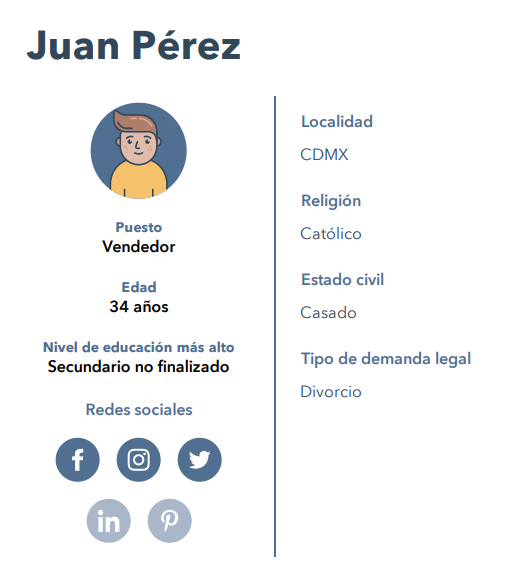 Juan Pérez
Puesto
Vendedor
Edad
34 años
Nivel de educación más alto
Secundario no finalizado
Redes sociales
Localidad
CDMX
Religión
Católico
Estado civil
Casado
Tipo de demanda legal
Divorcio